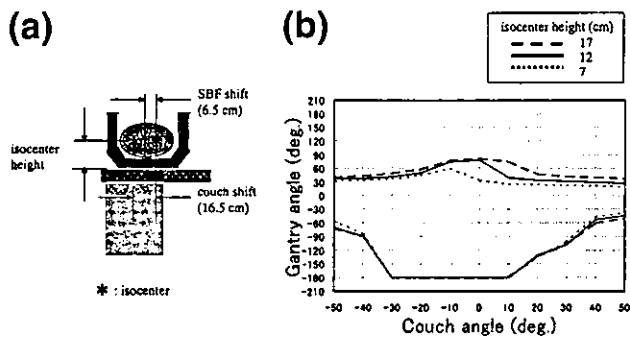 (a)
SBF shift
(6.5 cm)
isocenter
height
couch shift
(16.5 cm)
* : isocenter
(b)
isocenter height (cm)
17
12
7
Gantry angle (deg.)
210
180
150
120
90
60
30
0
-30
-60
-90
-120
-150
-180
-210
-50 -40 -30 -20 -10 0 10 20 30 40 50
Couch angle (deg.)